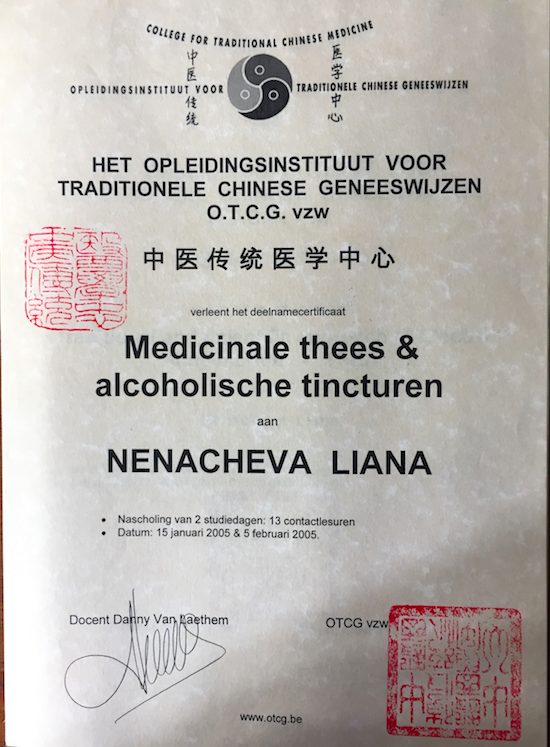 COLLEGE FOR TRADITIONAL CHINESE MEDICINE
中医传统
医学中心
OPLEIDINGSINSTITUUT VOOR TRADITIONELE CHINESE GENEESWIJZEN
HET OPLEIDINGSINSTITUUT VOOR
TRADITIONELE CHINESE GENEESWIJZEN
O.T.C.G. vzw
中医传统医学中心
verleent het deelnamecertificaat
Medicinale thees &
alcoholische tincturen
aan
NENACHEVA LIANA
• Nascholing van 2 studiedagen: 13 contactlesuren
• Datum: 15 januari 2005 & 5 februari 2005.
Docent Danny Van Laethem
OTCG vzw
www.otcg.be